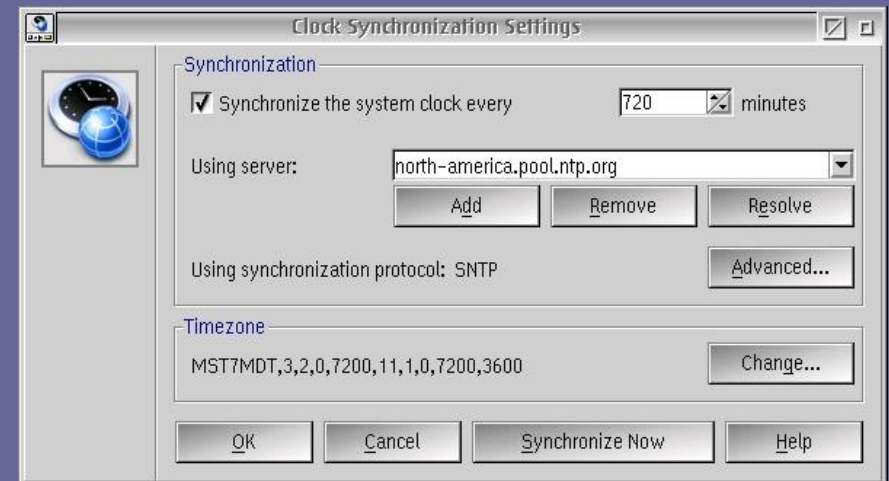 Clock Synchronization Settings
Synchronization
Synchronize the system clock every 720 minutes
Using server: north-america.pool.ntp.org
Add Remove Resolve
Using synchronization protocol: SNTP Advanced...
Timezone
MST7MDT,3,2,0,7200,11,1,0,7200,3600 Change...
OK Cancel Synchronize Now Help